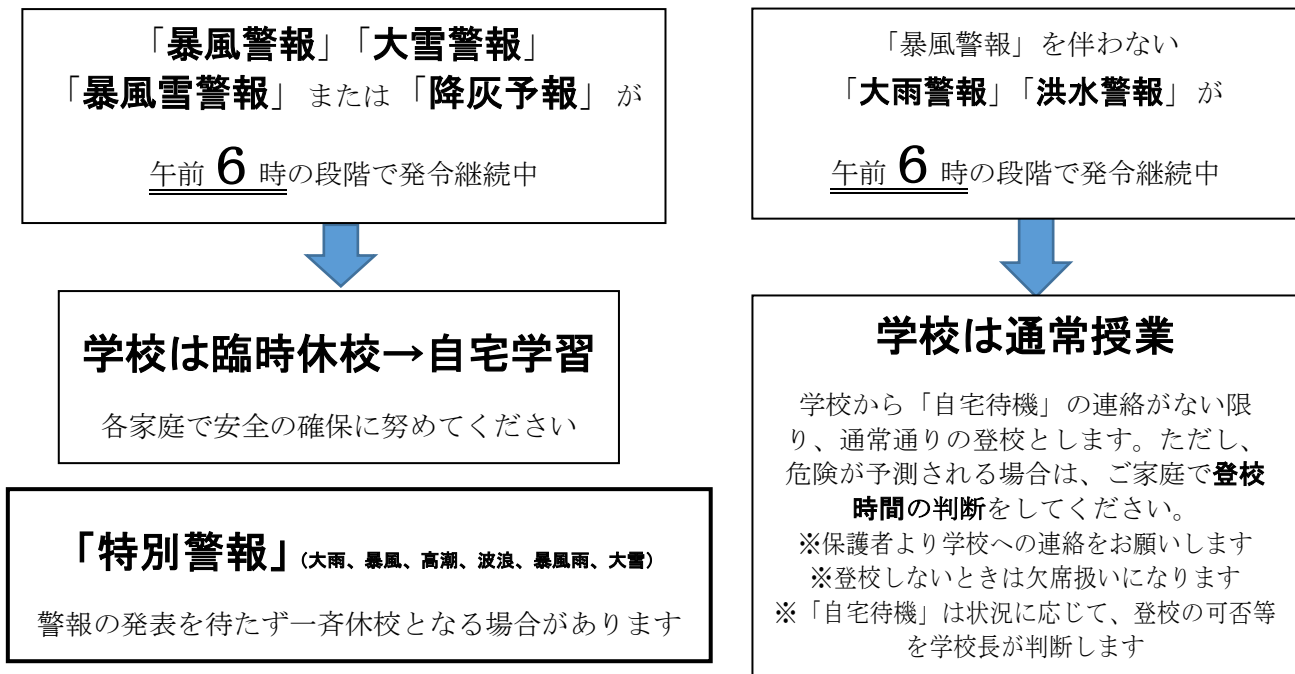 「暴風警報」「大雪警報」
「暴風雪警報」または「降灰予報」が
午前 6 時の段階で発令継続中
学校は臨時休校→自宅学習
各家庭で安全の確保に努めてください
「特別警報」(大雨、暴風、高潮、波浪、暴風雨、大雪)
警報の発表を待たず一斉休校となる場合があります
「暴風警報」を伴わない
「大雨警報」「洪水警報」が
午前 6 時の段階で発令継続中
学校は通常授業
学校から「自宅待機」の連絡がない限
り、通常通りの登校とします。ただし、
危険が予測される場合は、ご家庭で登校
時間の判断をしてください。
※保護者より学校への連絡をお願いします
※登校しないときは欠席扱いになります
※「自宅待機」は状況に応じて、登校の可否等
を学校長が判断します